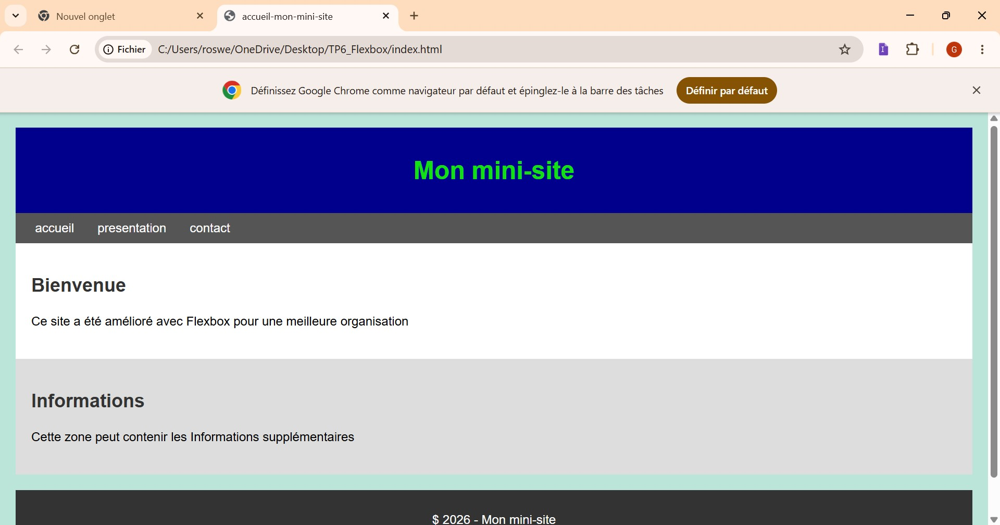 Nouvel onglet
accueil-mon-mini-site
Fichier C:/Users/roswe/OneDrive/Desktop/TP6_Flexbox/index.html
I
G
Définissez Google Chrome comme navigateur par défaut et épinglez-le à la barre des tâches Définir par défaut
Mon mini-site
accueil presentation contact
Bienvenue
Ce site a été amélioré avec Flexbox pour une meilleure organisation
Informations
Cette zone peut contenir les Informations supplémentaires
$ 2026 - Mon mini-site